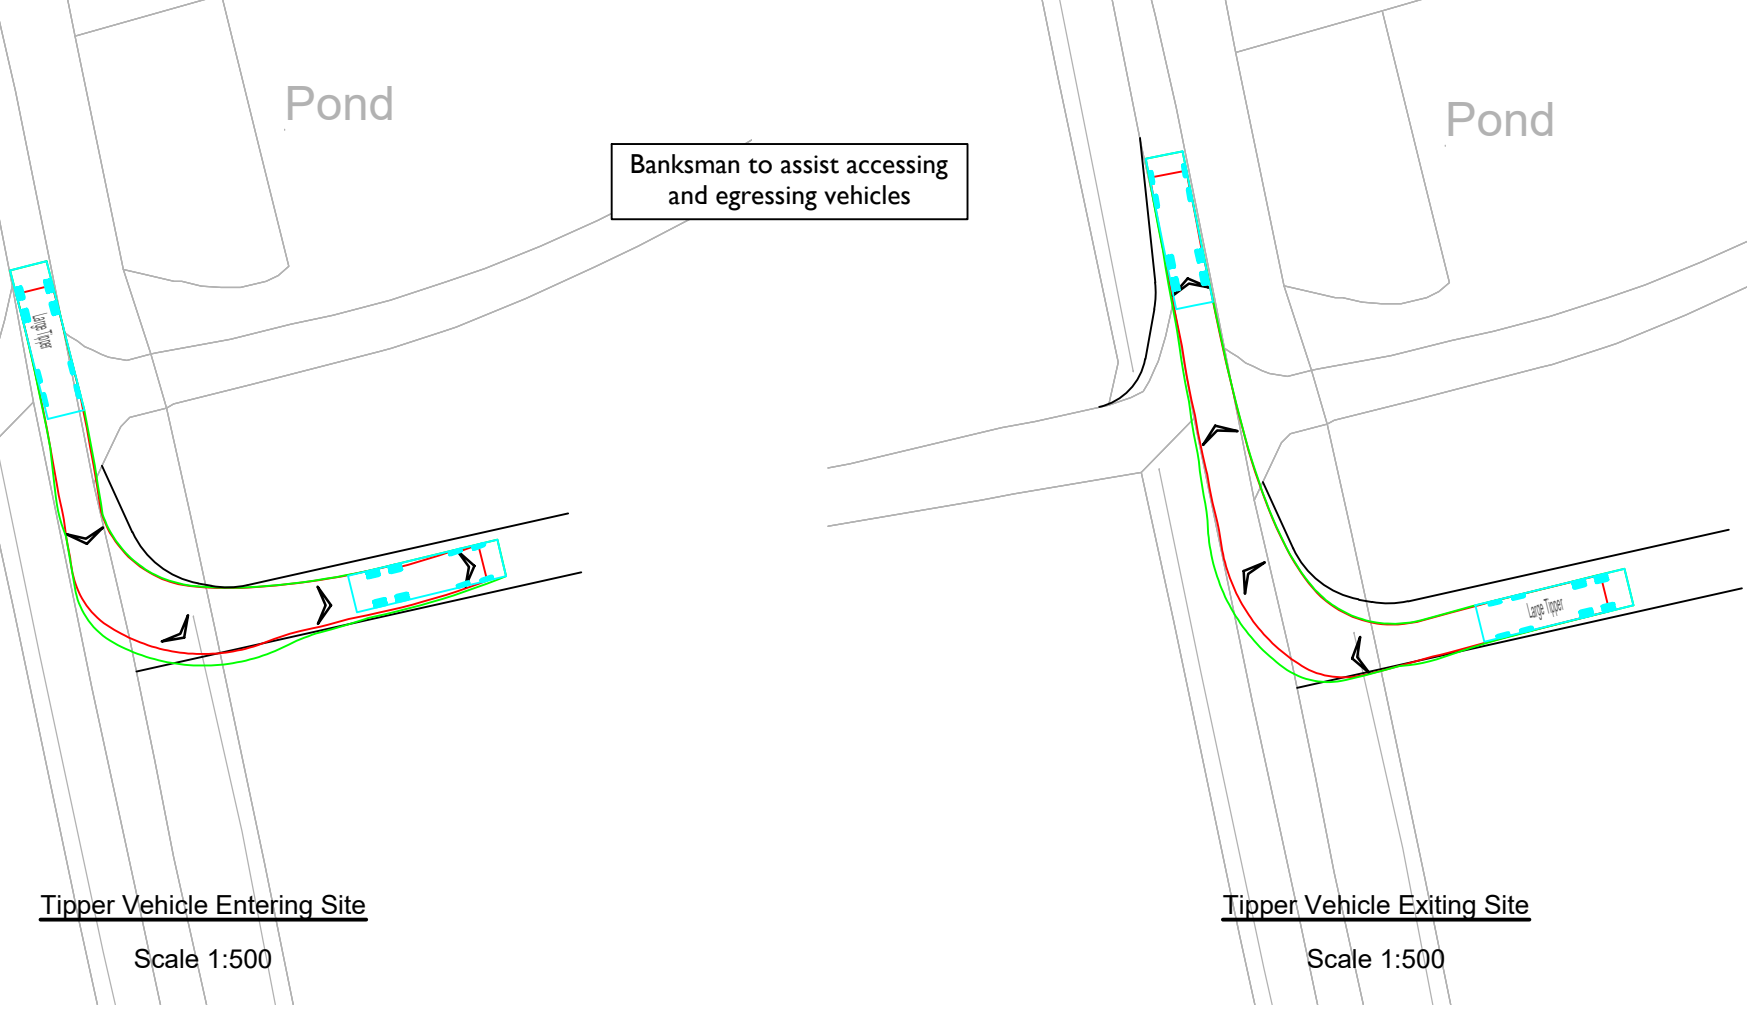 Pond
Pond
Banksman to assist accessing
and egressing vehicles
Large Tipper
Large Tipper
Tipper Vehicle Entering Site
Scale 1:500
Tipper Vehicle Exiting Site
Scale 1:500